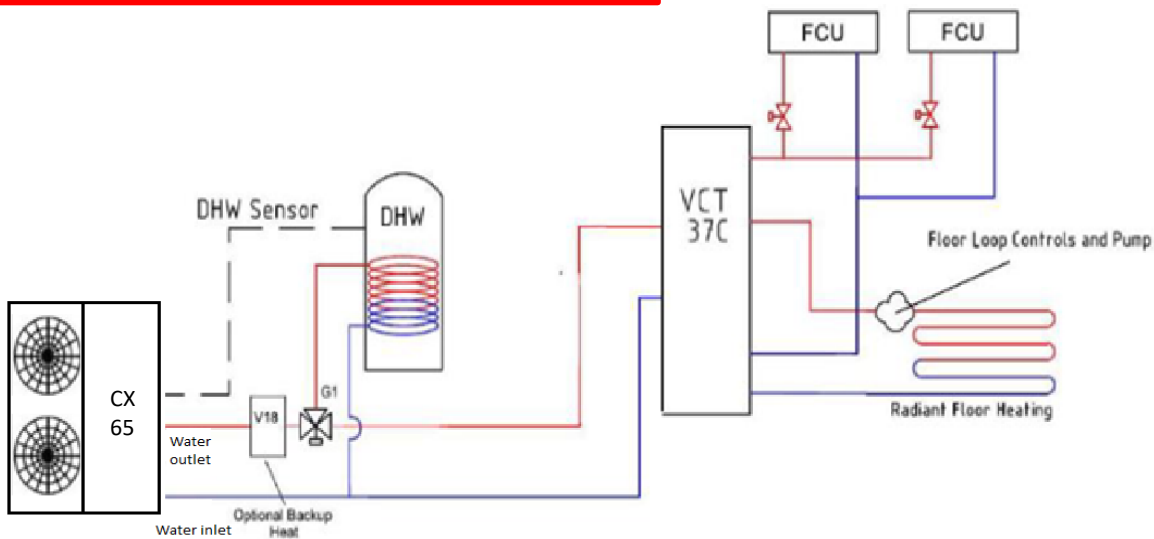 FCU
FCU
VCT
37C
DHW Sensor
DHW
Floor Loop Controls and Pump
CX
65
G1
V18
Water
outlet
Radiant Floor Heating
Optional Backup
Heat
Water inlet